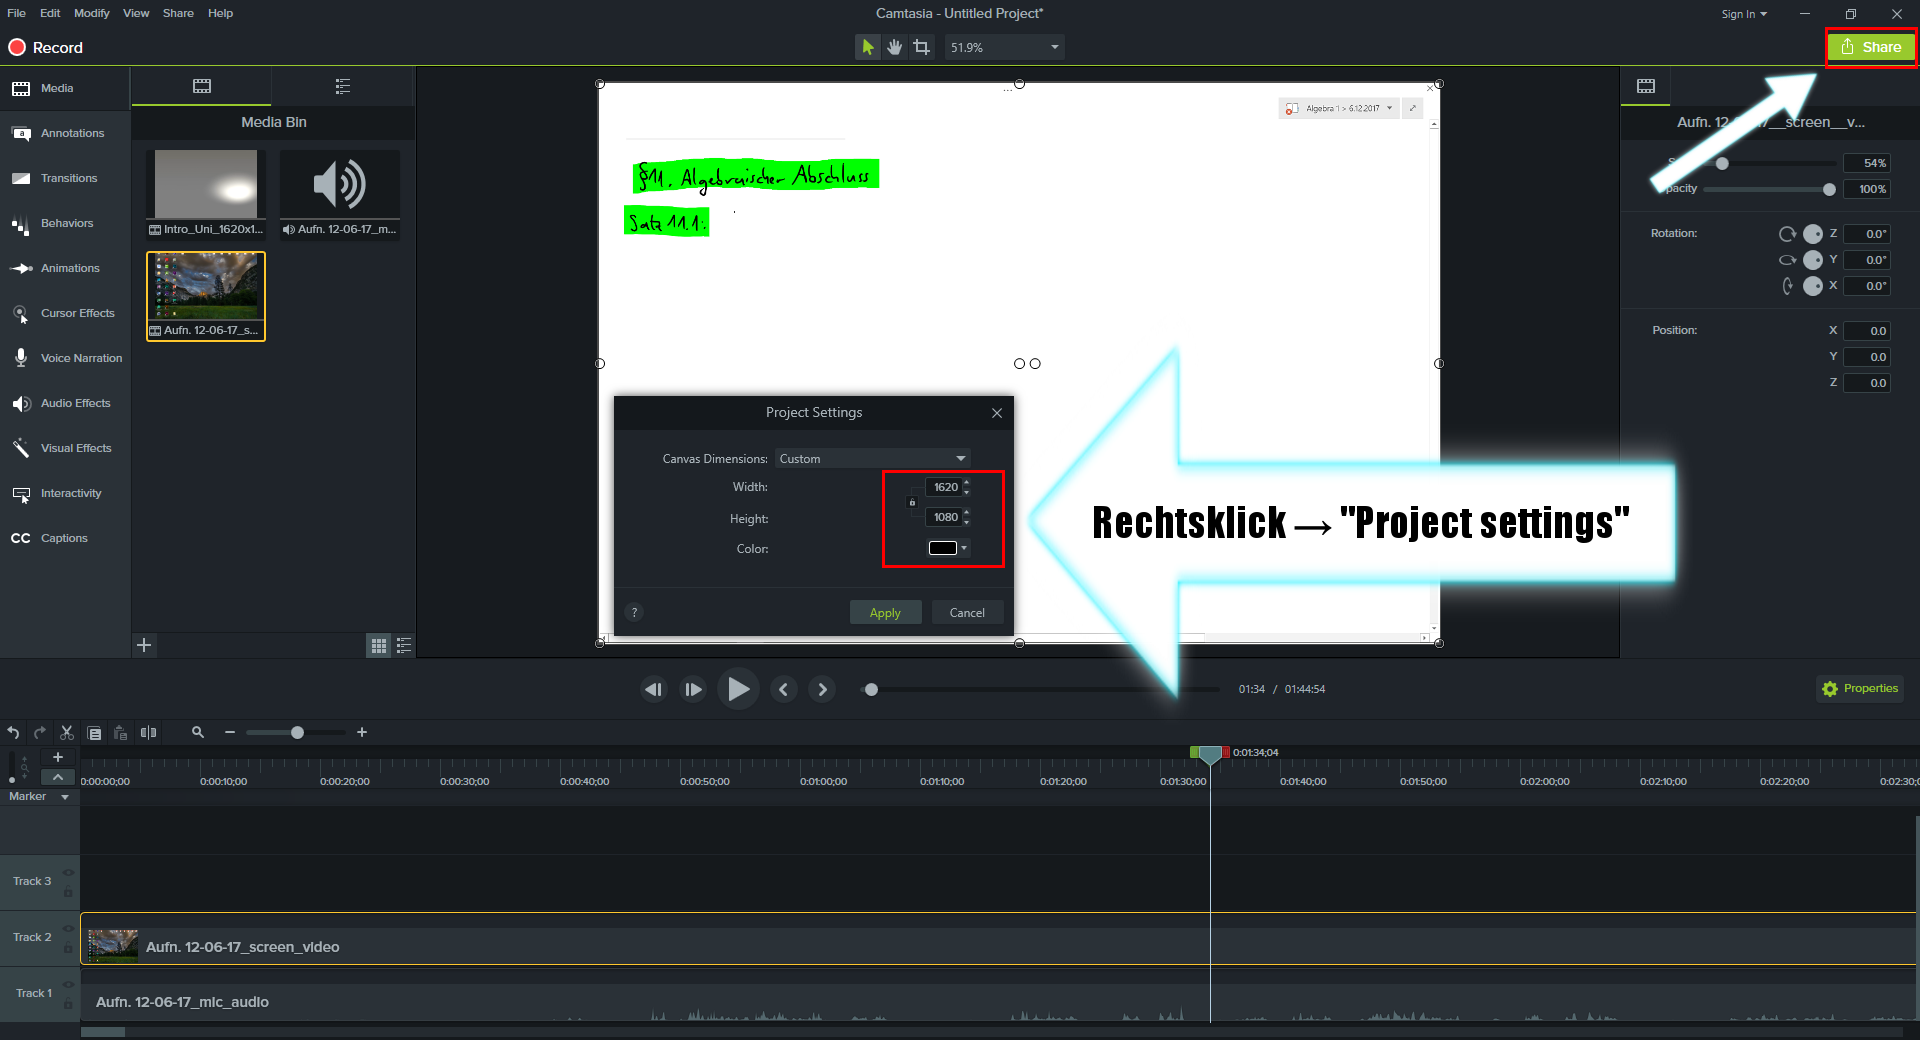 File Edit Modify View Share Help
Camtasia - Untitled Project*
Sign In
Record
51.9%
Share
Media
Annotations
Transitions
Behaviors
Animations
Cursor Effects
Voice Narration
Audio Effects
Visual Effects
Interactivity
CC Captions
Media Bin
Intro_Uni_1620x1...
Aufn. 12-06-17_m...
Aufn. 12-06-17_s...
...
Algebra 1 > 6.12.2017
§11. Algebraischer Abschluss
Satz 11.1:
Project Settings
Canvas Dimensions: Custom
Width: 1620
Height: 1080
Color:
? Apply Cancel
Rechtsklick → "Project settings"
Aufn. 12 screen__v...
54%
pacity 100%
Rotation: Z 0.0°
Y 0.0°
X 0.0°
Position: X 0.0
Y 0.0
Z 0.0
01:34 / 01:44:54
Properties
0:01:34;04
0:00:00;00 0:00:10;00 0:00:20;00 0:00:30;00 0:00:40;00 0:00:50;00 0:01:00;00 0:01:10;00 0:01:20;00 0:01:30;00 0:01:40;00 0:01:50;00 0:02:00;00 0:02:10;00 0:02:20;00 0:02:30;0
Marker
Track 3
Track 2
Aufn. 12-06-17_screen_video
Track 1
Aufn. 12-06-17_mic_audio